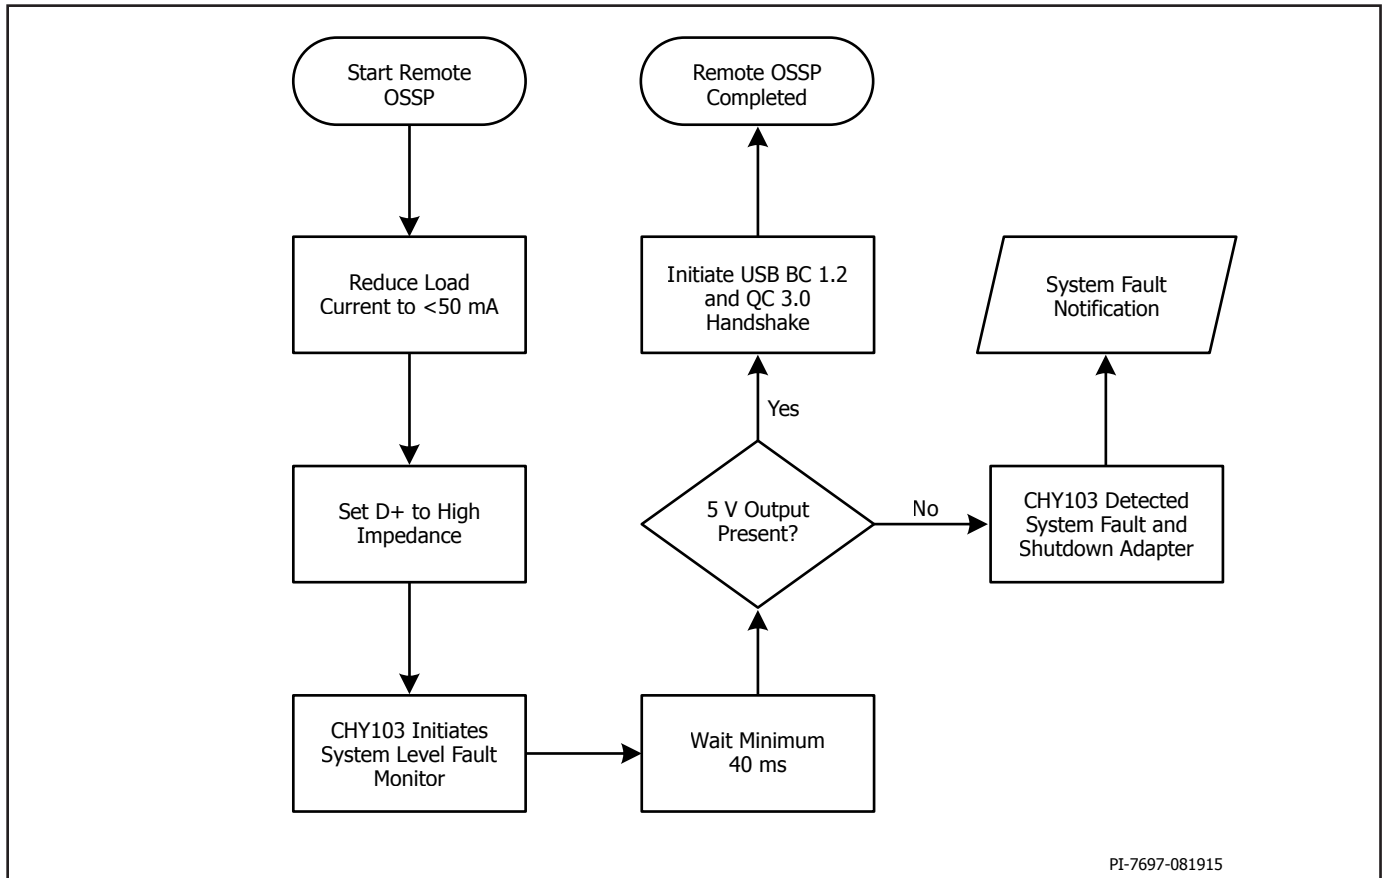 Start Remote
OSSP
Reduce Load
Current to <50 mA
Set D+ to High
Impedance
CHY103 Initiates
System Level Fault
Monitor
Wait Minimum
40 ms
5 V Output
Present?
Yes
No
Initiate USB BC 1.2
and QC 3.0
Handshake
Remote OSSP
Completed
CHY103 Detected
System Fault and
Shutdown Adapter
System Fault
Notification
PI-7697-081915